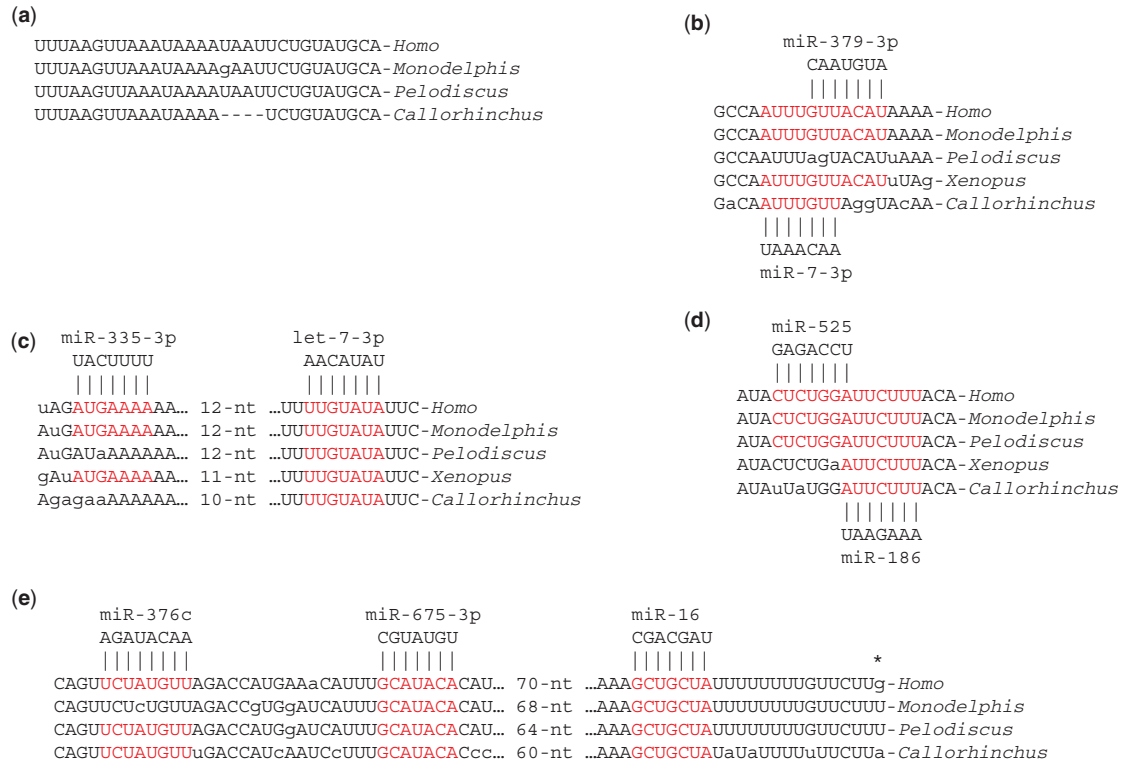 (a)
UUUAAGUUAAAUAAAAUAAUUCUGUAUGCA-Homo
UUUAAGUUAAAUAAAAgAAUUCUGUAUGCA-Monodelphis
UUUAAGUUAAAUAAAAUAAUUCUGUAUGCA-Pelodiscus
UUUAAGUUAAAUAAAA----UCUGUAUGCA-Callorhinchus
(b)
miR-379-3p
CAAUGUA
|||||||
GCCAAUUUGUUACAUAAAA-Homo
GCCAAUUUGUUACAUAAAA-Monodelphis
GCCAAUUUagUACAUuAAA-Pelodiscus
GCCAAUUUGUUACAUuUAg-Xenopus
GaCAAUUUGUUAggUAcAA-Callorhinchus
|||||||
UAAACAA
miR-7-3p
(c)
miR-335-3p let-7-3p
UACUUUU AACAUAU
||||||| |||||||
uAGAUGAAAAAA… 12-nt …UUUUGUAUAUUC-Homo
AuGAUGAAAAAA… 12-nt …UUUUGUAUAUUC-Monodelphis
AuGAUaAAAAAA… 12-nt …UUUUGUAUAUUC-Pelodiscus
gAuAUGAAAAAA… 11-nt …UUUUGUAUAUUC-Xenopus
AgagaaAAAAAA… 10-nt …UUUUGUAUAUUC-Callorhinchus
(d)
miR-525
GAGACCU
|||||||
AUACUCUGGAUUCUUUACA-Homo
AUACUCUGGAUUCUUUACA-Monodelphis
AUACUCUGGAUUCUUUACA-Pelodiscus
AUACUCUGaAUUCUUUACA-Xenopus
AUAuUaUGGAUUCUUUACA-Callorhinchus
|||||||
UAAGAAA
miR-186
(e)
miR-376c miR-675-3p miR-16
AGAUACAA CGUAUGU CGACGAU
|||||||| ||||||| ||||||| *
CAGUUCUAUGUUAGACCAUGAAaCAUUUGCAUACACAU… 70-nt …AAAGCUGCUAUUUUUUUUGUUCUUg-Homo
CAGUUCUcUGUUAGACCgUGgAUCAUUUGCAUACACAU… 68-nt …AAAGCUGCUAUUUUUUUUGUUCUUU-Monodelphis
CAGUUCUAUGUUAGACCAUGgAUCAUUUGCAUACACAU… 64-nt …AAAGCUGCUAUUUUUUUUGUUCUUU-Pelodiscus
CAGUUCUAUGUUuGACCAUcAAUCcUUUGCAUACACcc… 60-nt …AAAGCUGCUAUaUaUUUUuUUCUUa-Callorhinchus